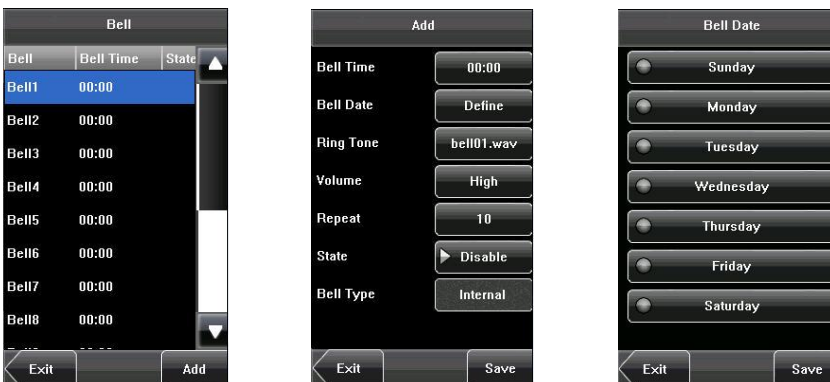 Bell
Bell Bell Time State
Bell1 00:00
Bell2 00:00
Bell3 00:00
Bell4 00:00
Bell5 00:00
Bell6 00:00
Bell7 00:00
Bell8 00:00
Exit Add
Add
Bell Time 00:00
Bell Date Define
Ring Tone bell01.wav
Volume High
Repeat 10
State Disable
Bell Type Internal
Exit Save
Bell Date
Sunday
Monday
Tuesday
Wednesday
Thursday
Friday
Saturday
Exit Save